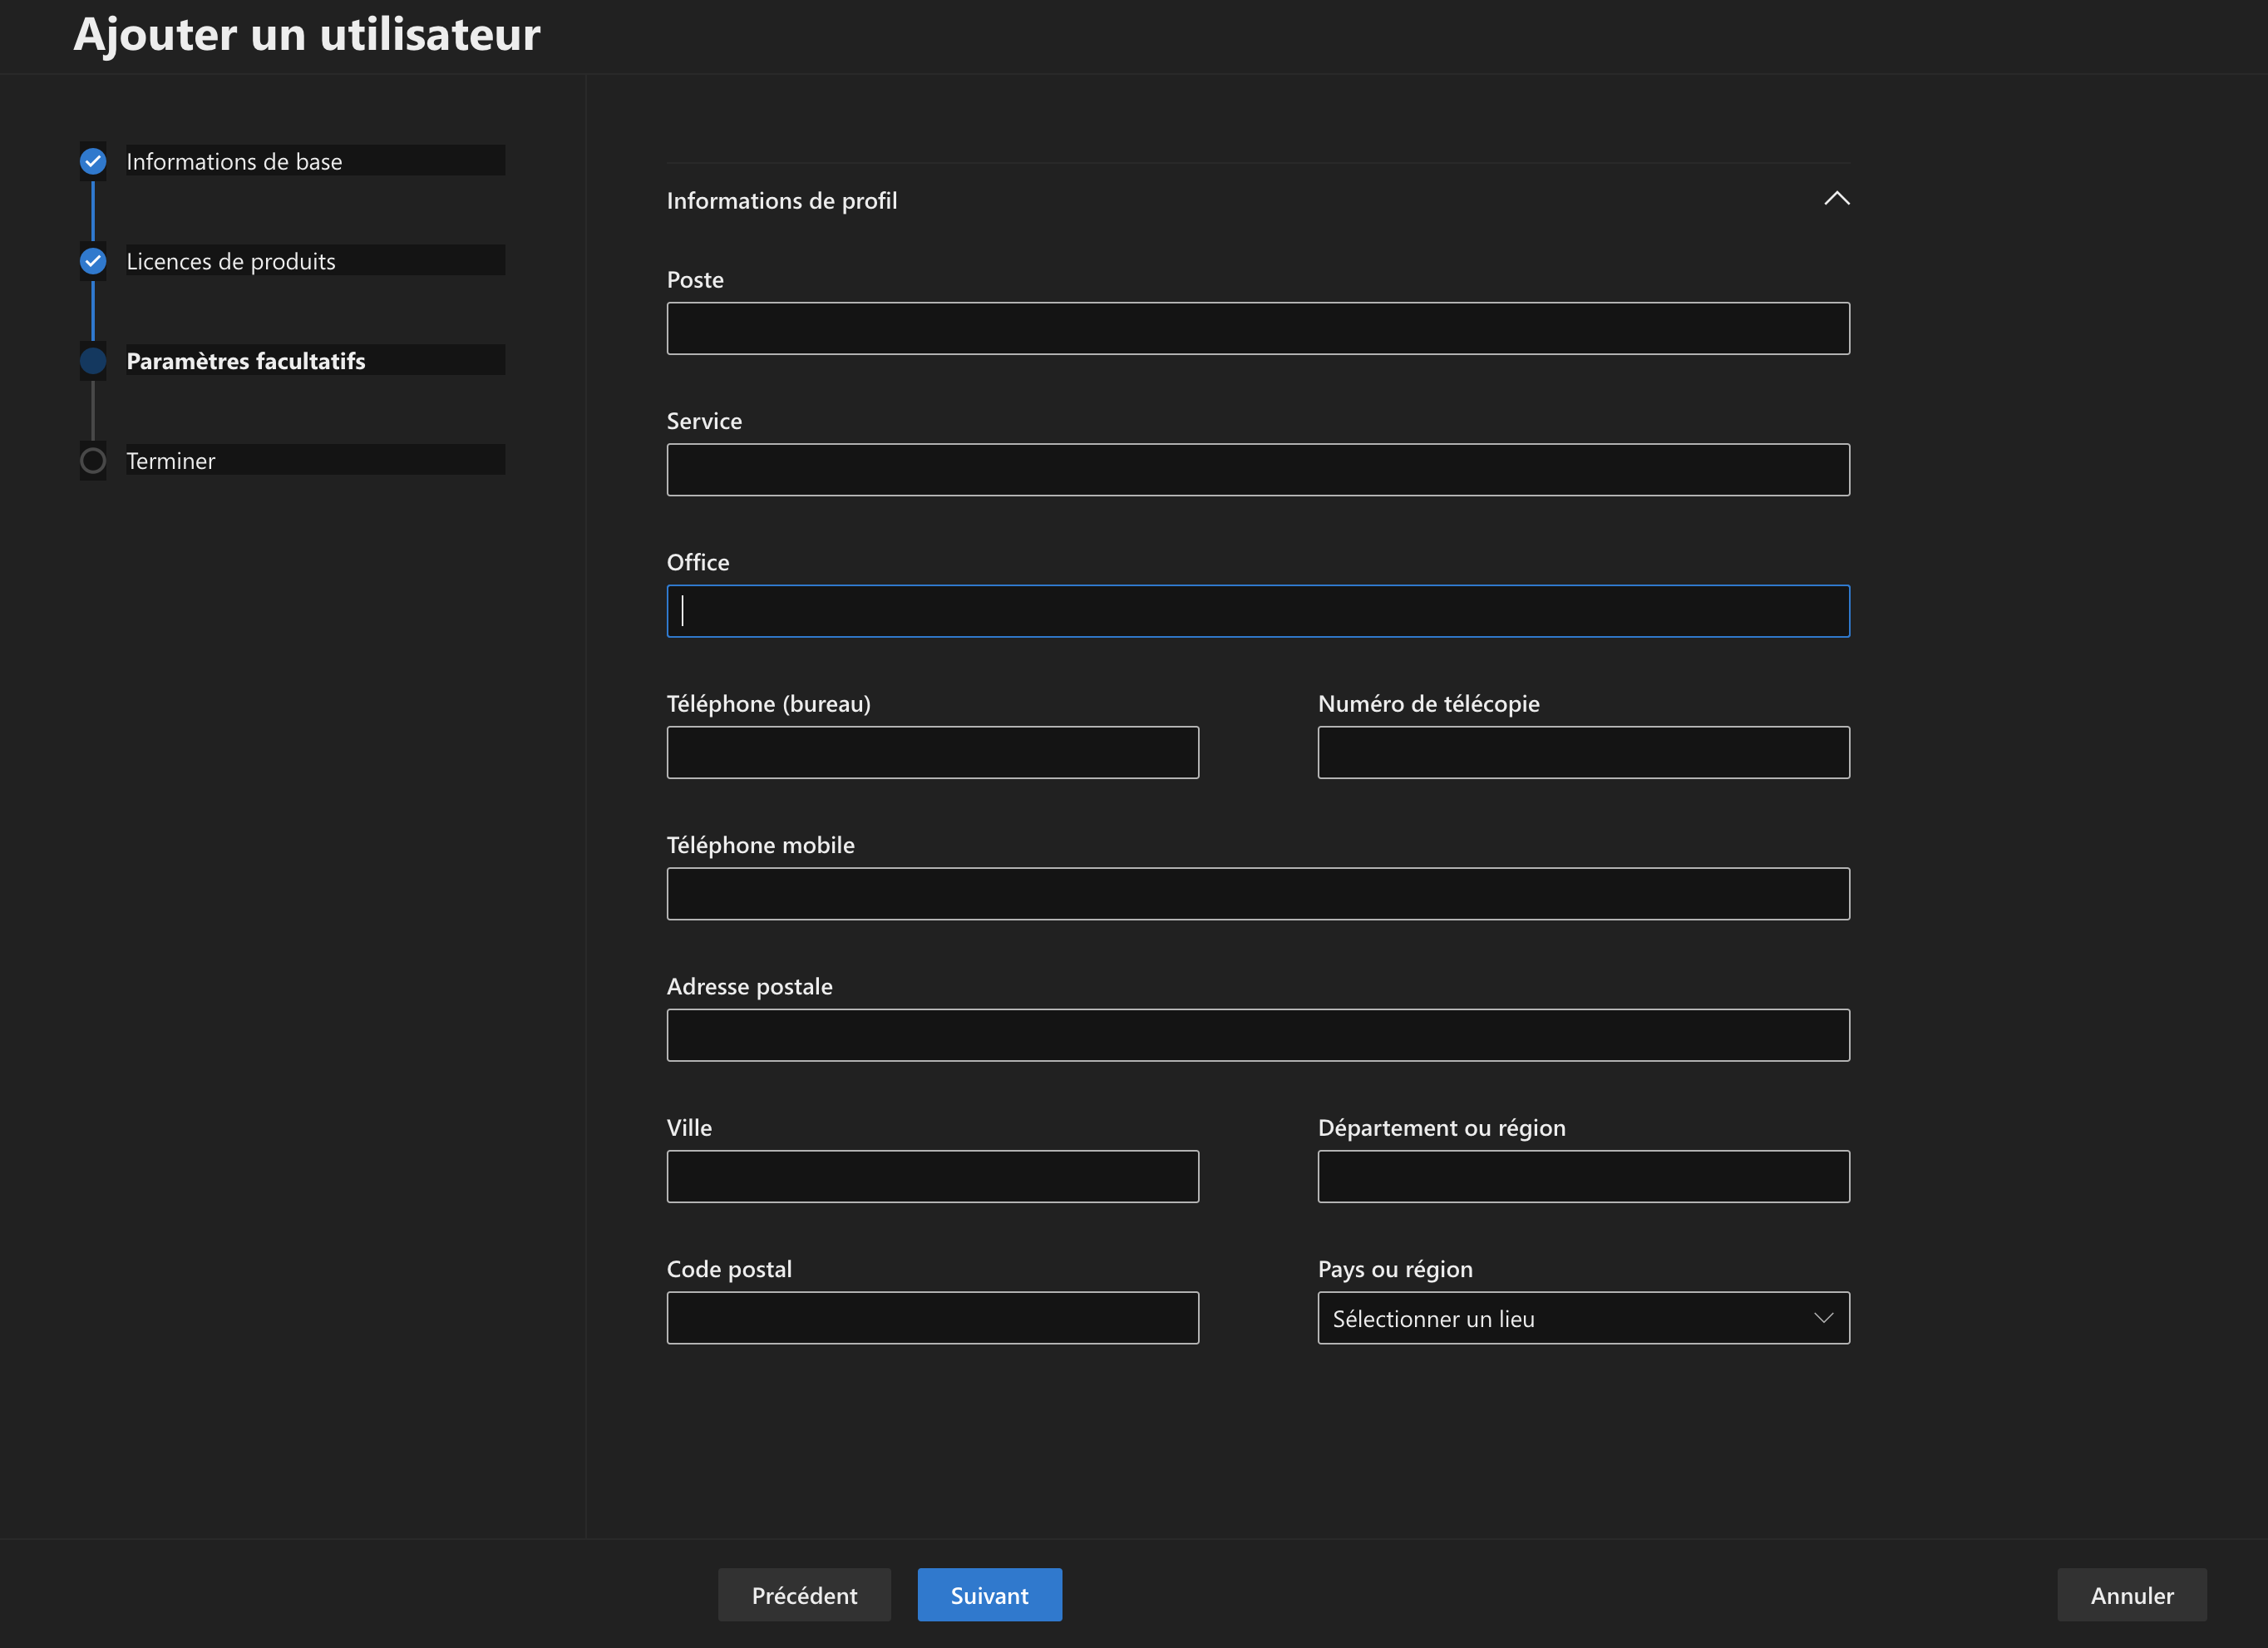 Ajouter un utilisateur
Informations de base
Licences de produits
Paramètres facultatifs
Terminer
Informations de profil
Poste
Service
Office
Téléphone (bureau)
Numéro de télécopie
Téléphone mobile
Adresse postale
Ville
Département ou région
Code postal
Pays ou région
Sélectionner un lieu
Précédent
Suivant
Annuler